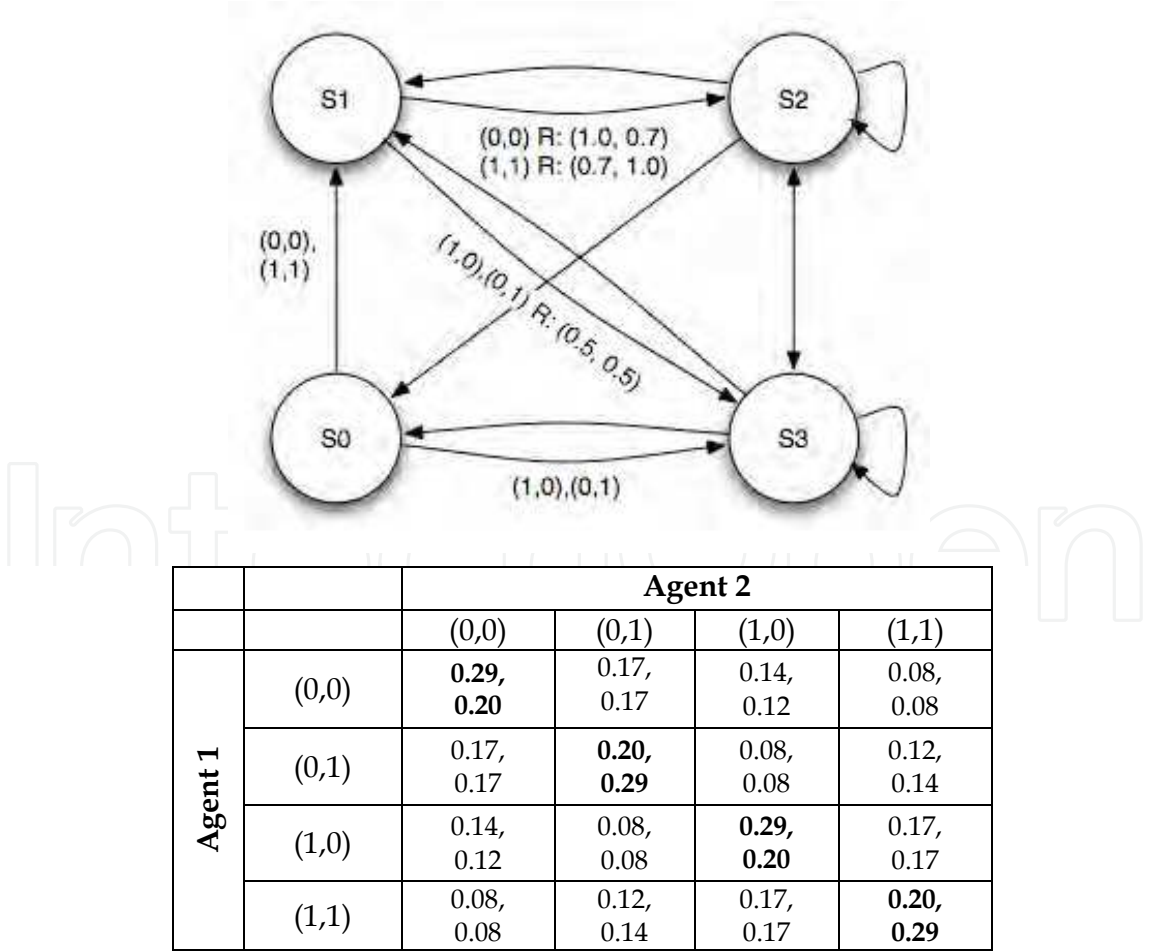 S1
S2
(0,0) R: (1.0, 0.7)
(1,1) R: (0.7, 1.0)
(0,0),
(1,1)
(1,0),(0,1) R: (0.5, 0.5)
S0
S3
(1,0),(0,1)
Agent 2
(0,0) (0,1) (1,0) (1,1)
Agent 1
(0,0) 0.29, 0.17, 0.14, 0.08,
0.20 0.17 0.12 0.08
(0,1) 0.17, 0.20, 0.08, 0.12,
0.17 0.29 0.08 0.14
(1,0) 0.14, 0.08, 0.29, 0.17,
0.12 0.08 0.20 0.17
(1,1) 0.08, 0.12, 0.17, 0.20,
0.08 0.14 0.17 0.29